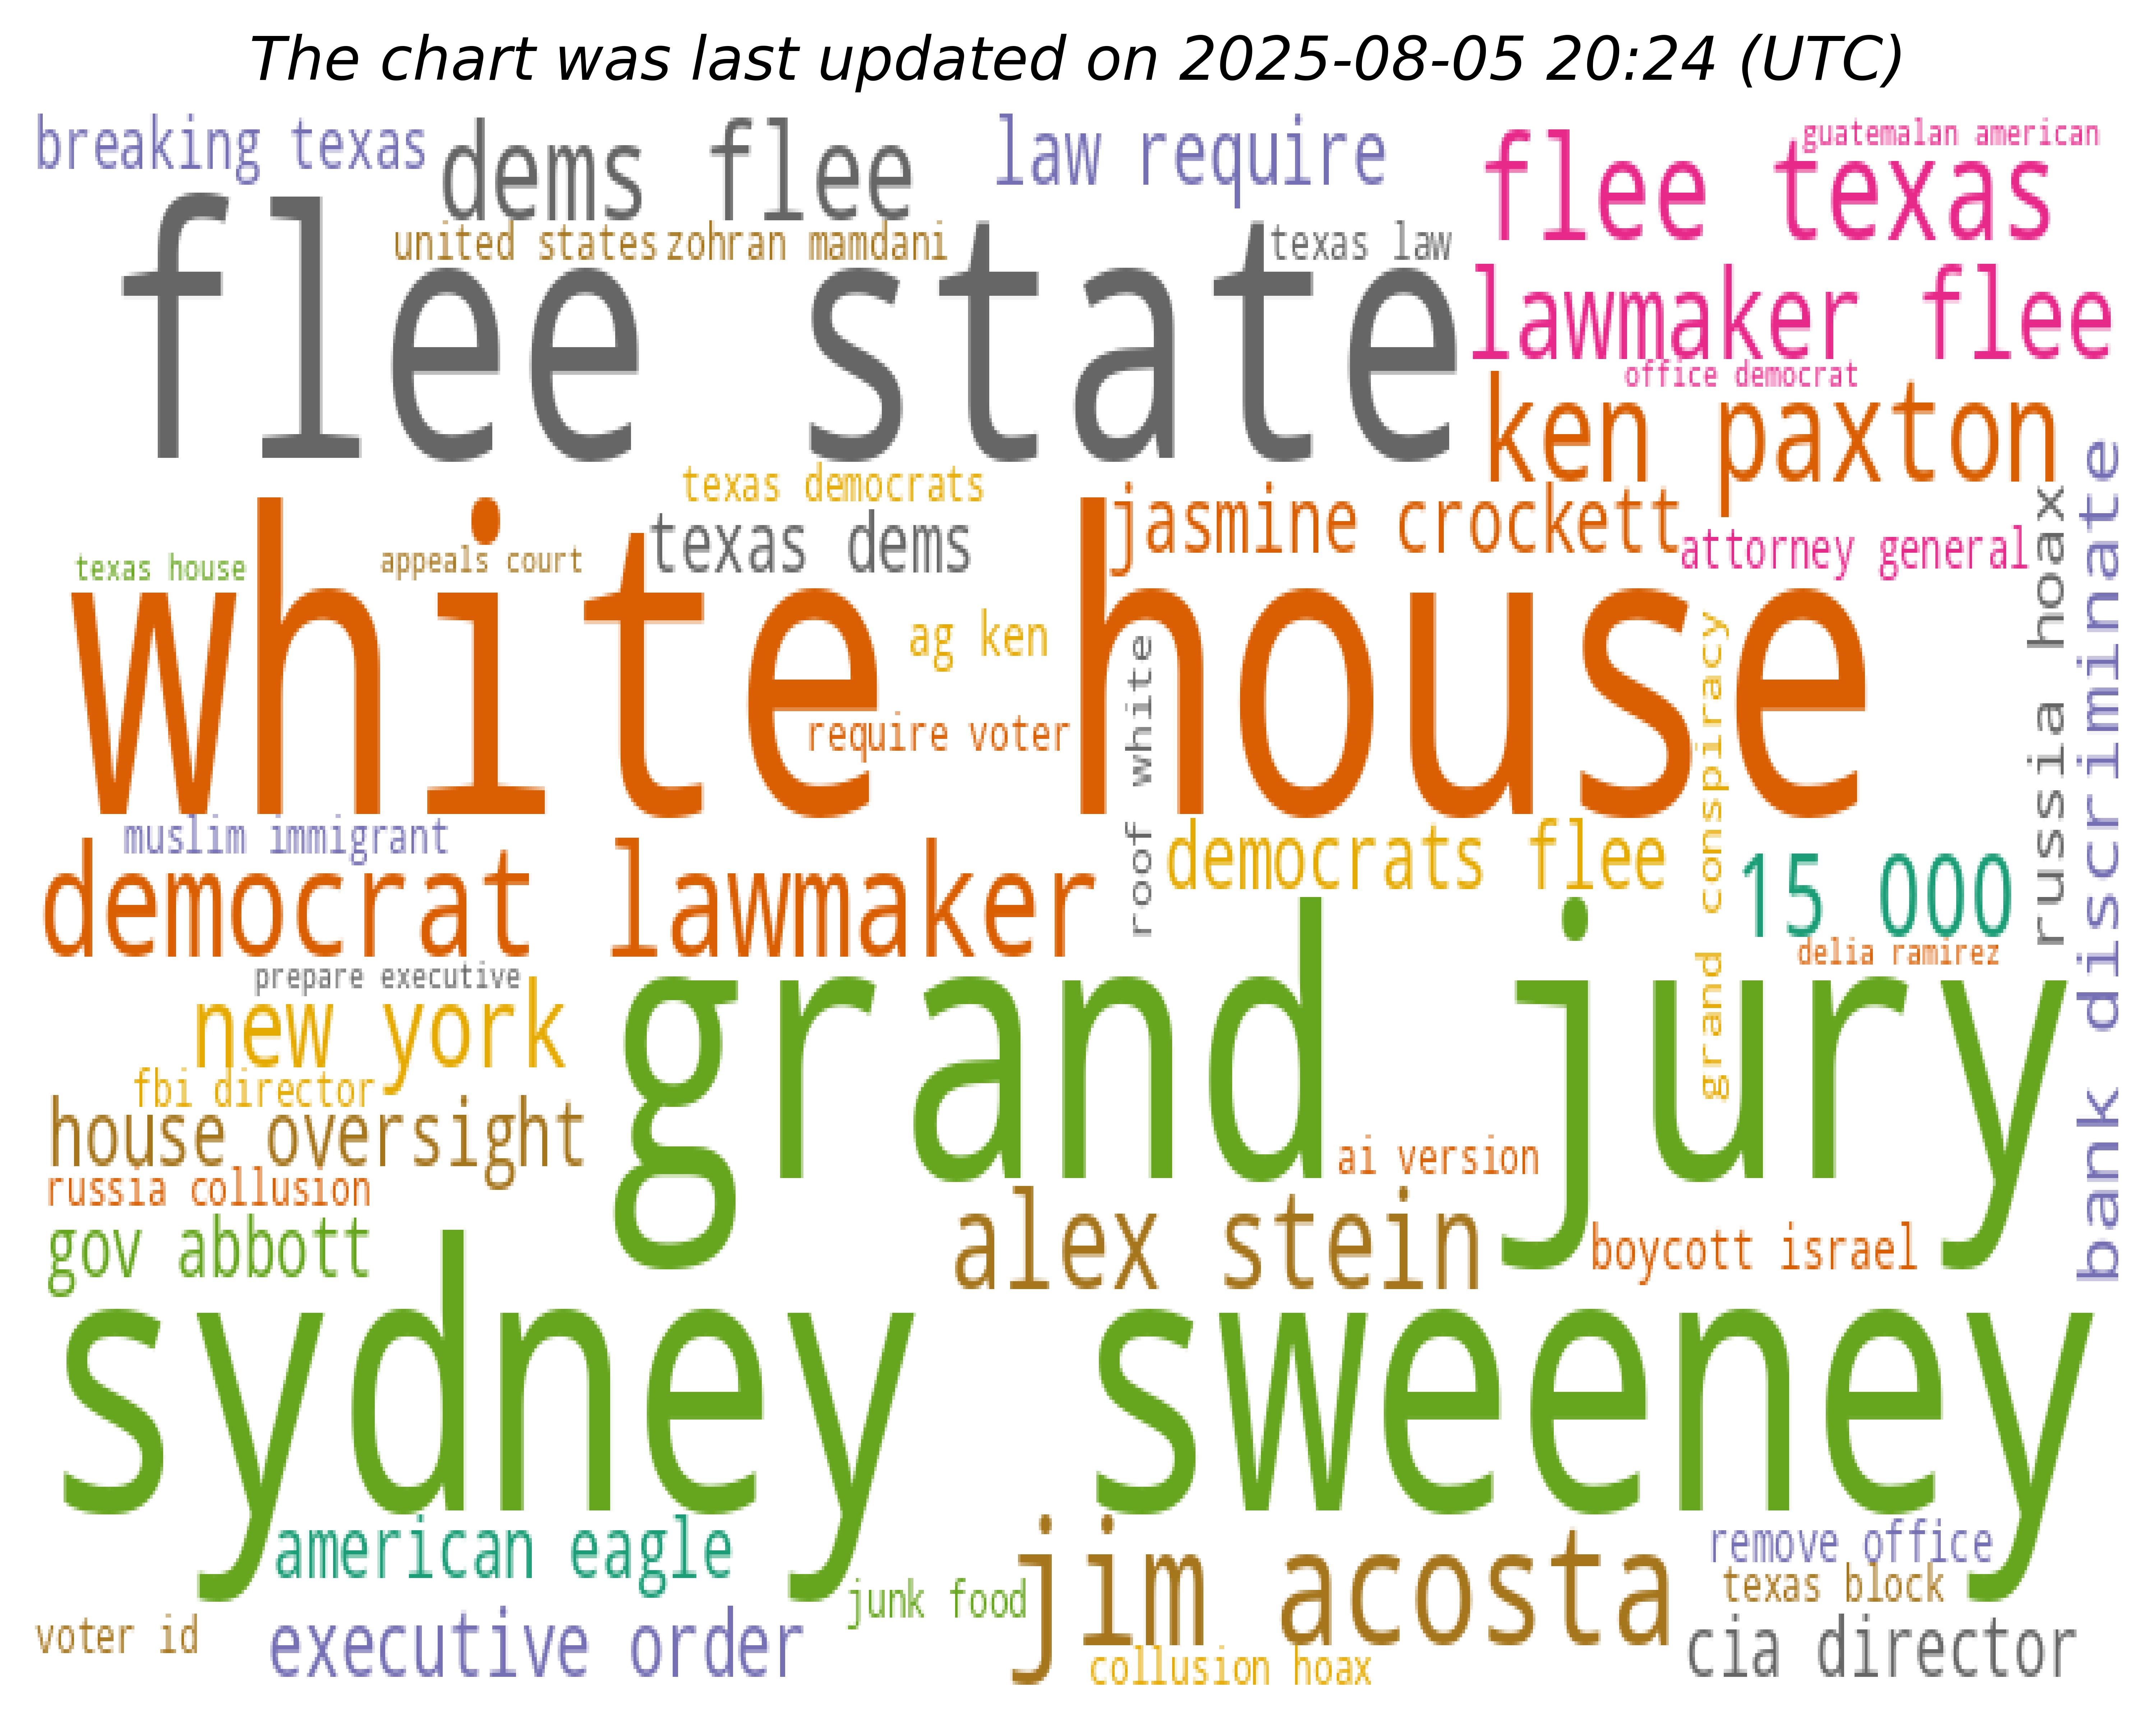 The chart was last updated on 2025-08-05 20:24 (UTC)
breaking texas
dems flee
law require
flee texas
guatemalan american
united states
zohran mamdani
texas law
flee state
lawmaker flee
office democrat
ken paxton
texas democrats
jasmine crockett
texas dems
attorney general
texas house
appeals court
white house
ag ken
require voter
roof white
grand conspiracy
russia hoax
bank discriminate
muslim immigrant
democrat lawmaker
democrats flee
15 000
delia ramirez
prepare executive
new york
grand jury
fbi director
house oversight
ai version
russia collusion
gov abbott
alex stein
boycott israel
sydney sweeney
american eagle
jim acosta
remove office
texas block
junk food
voter id
executive order
collusion hoax
cia director